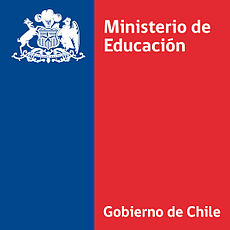 Ministerio de
Educación
Gobierno de Chile